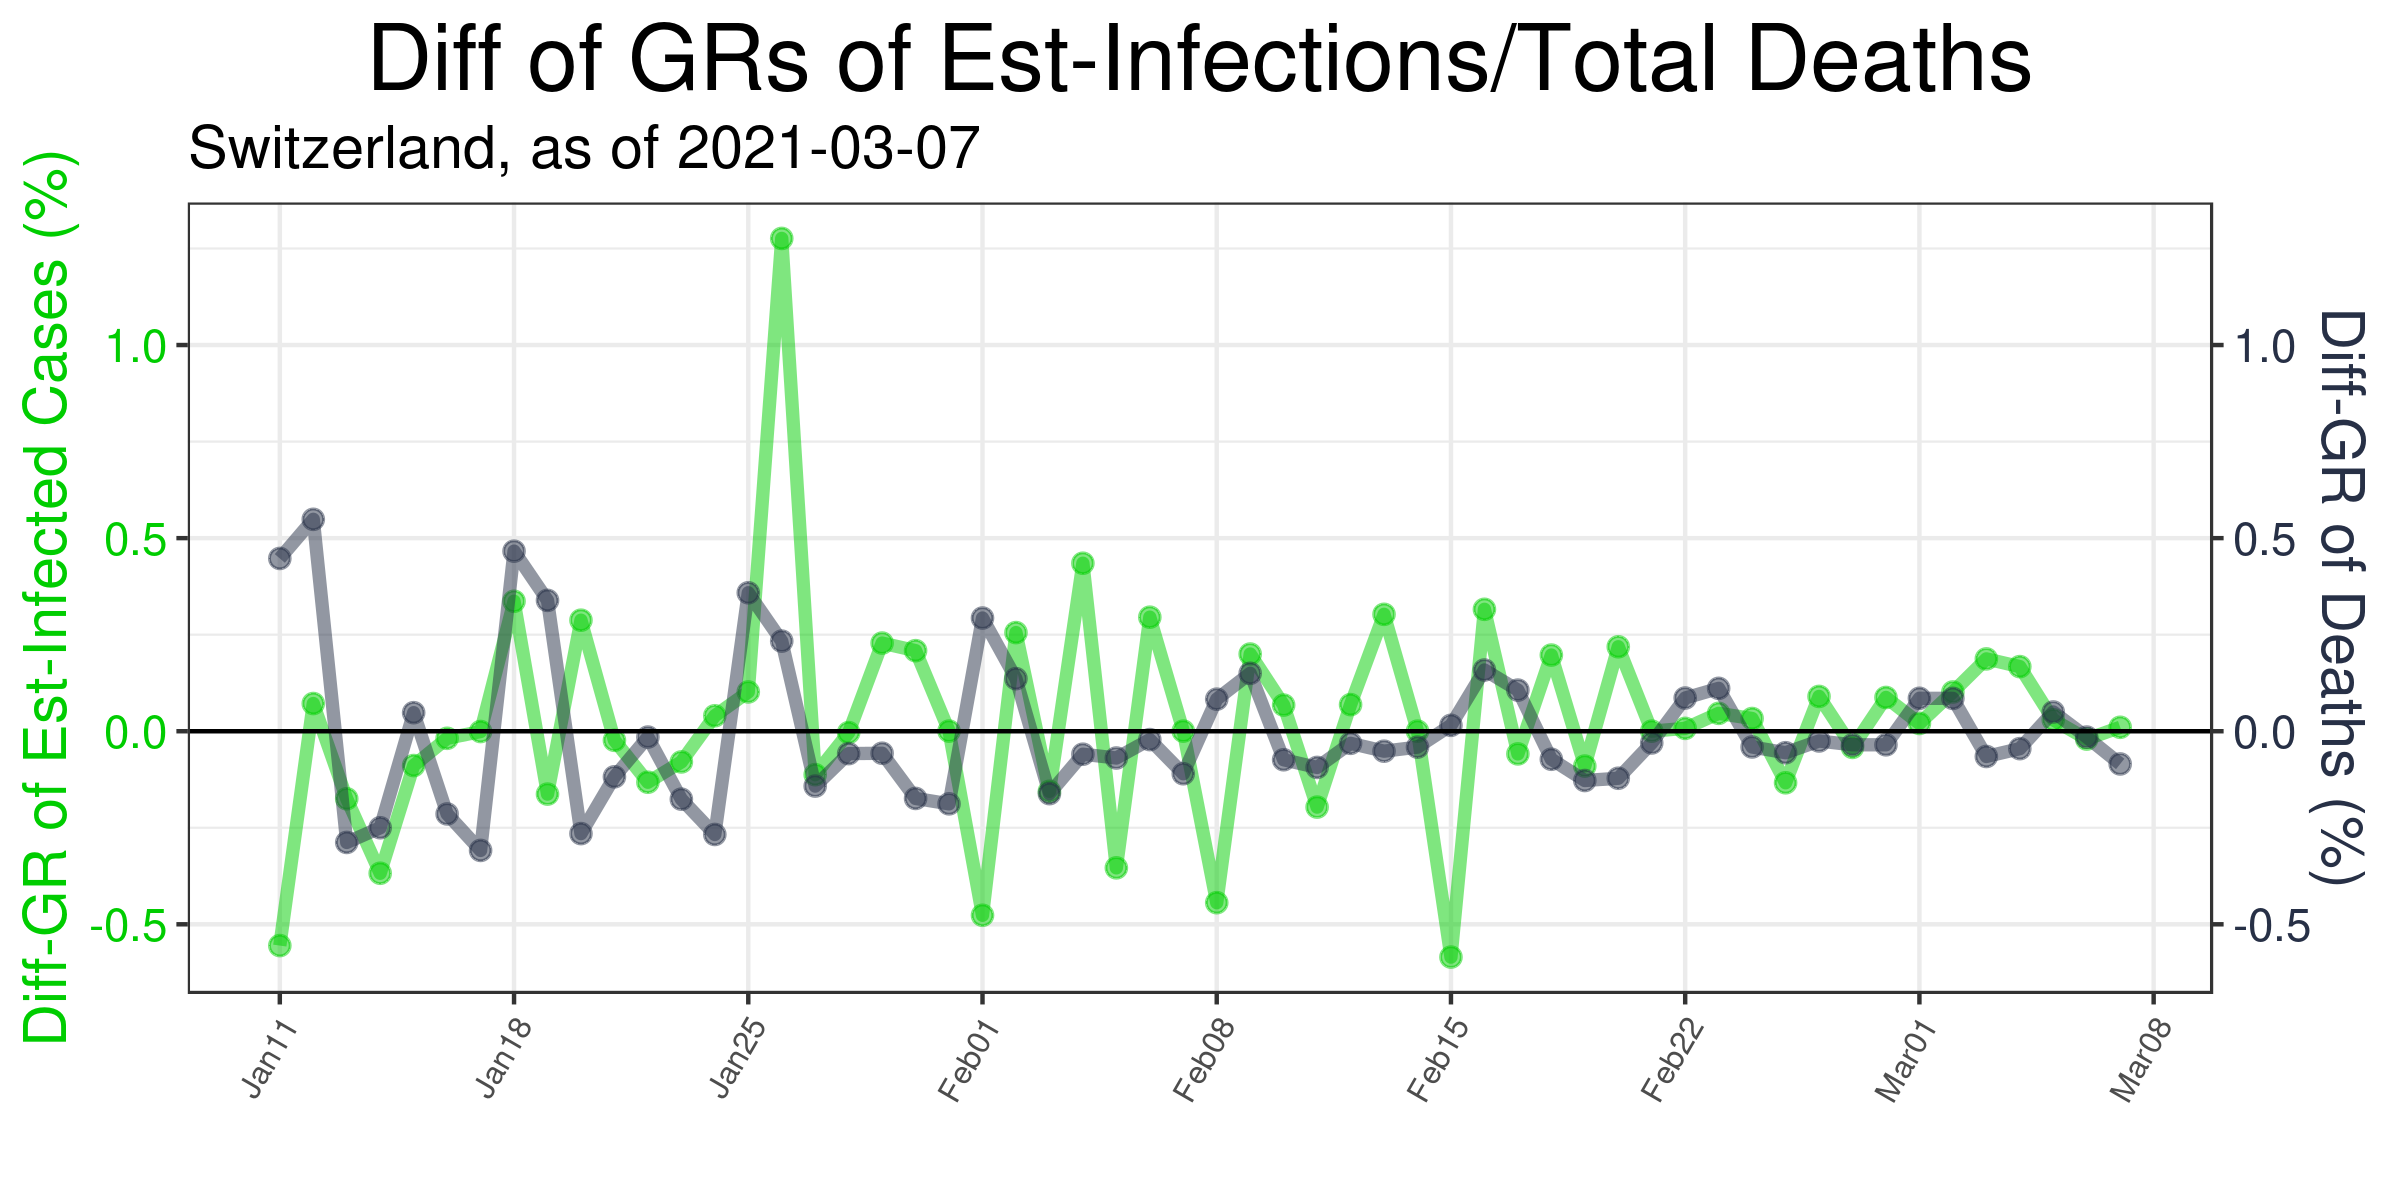 Diff of GRs of Est-Infections/Total Deaths
Switzerland, as of 2021-03-07
Diff-GR of Est-Infected Cases (%)
1.0
0.5
0.0
-0.5
1.0
0.5
0.0
-0.5
Diff-GR of Deaths (%)
Jan11
Jan18
Jan25
Feb01
Feb08
Feb15
Feb22
Mar01
Mar08